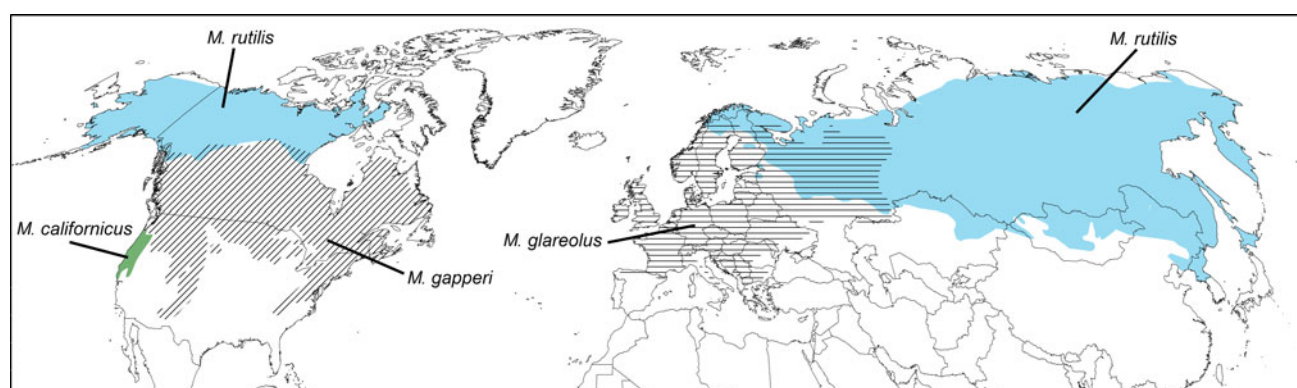 M. rutilis
M. rutilis
M. californicus
M. glareolus
M. gapperi